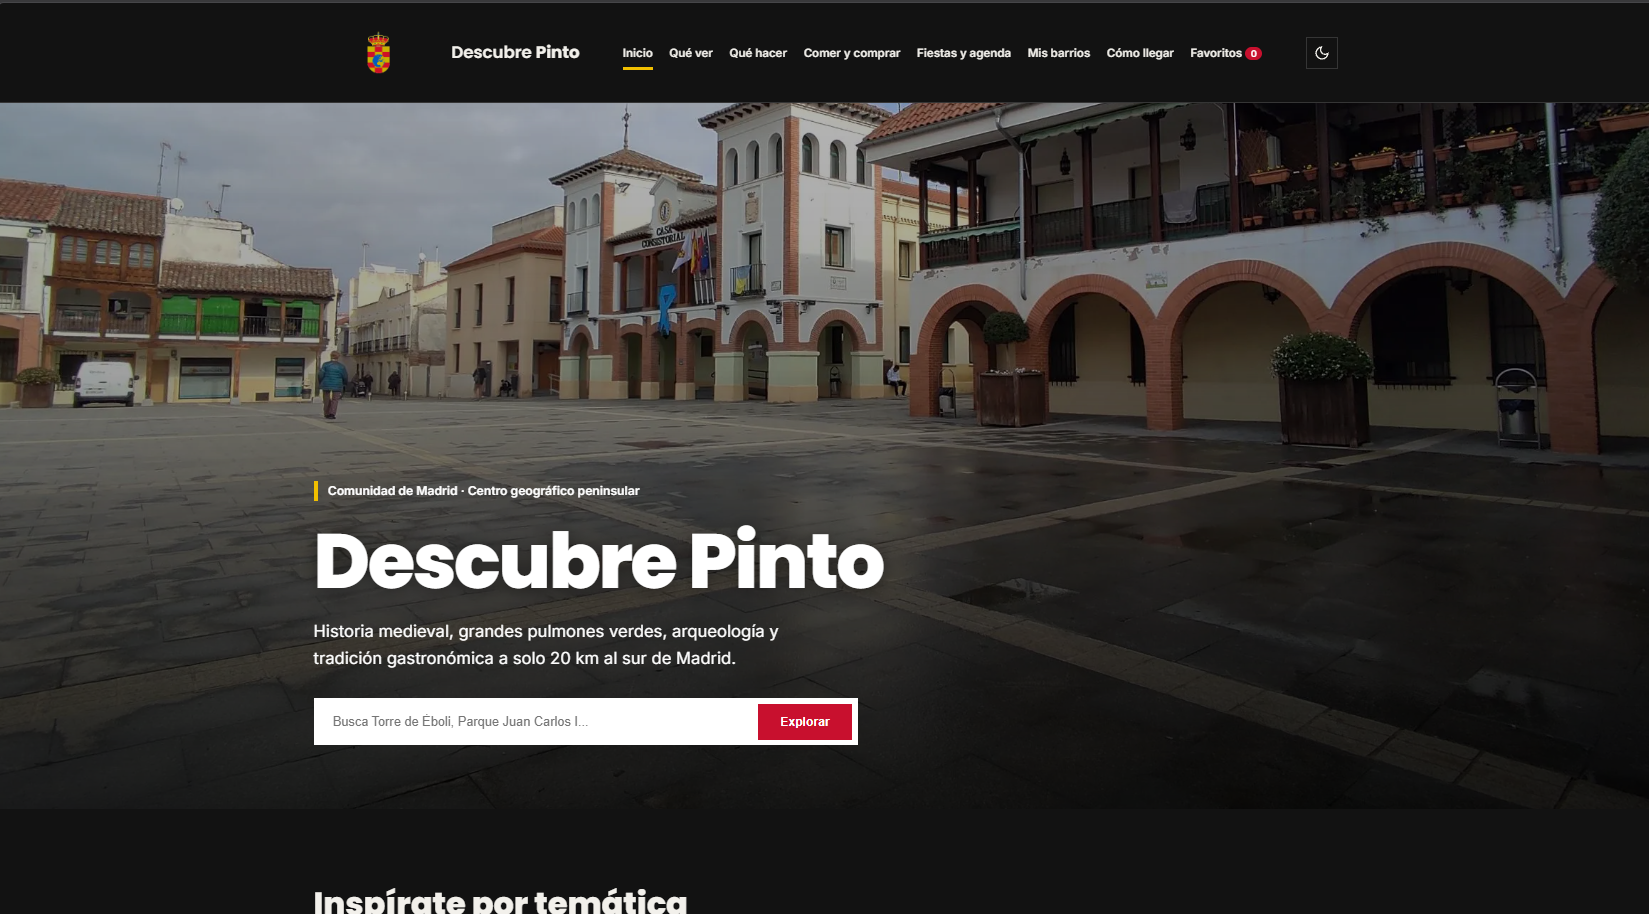 Descubre Pinto
Inicio Qué ver Qué hacer Comer y comprar Fiestas y agenda Mis barrios Cómo llegar Favoritos 0
CASA
CONSISTORIAL
Comunidad de Madrid · Centro geográfico peninsular
Descubre Pinto
Historia medieval, grandes pulmones verdes, arqueología y
tradición gastronómica a solo 20 km al sur de Madrid.
Busca Torre de Éboli, Parque Juan Carlos I... Explorar
Inspírate por temática